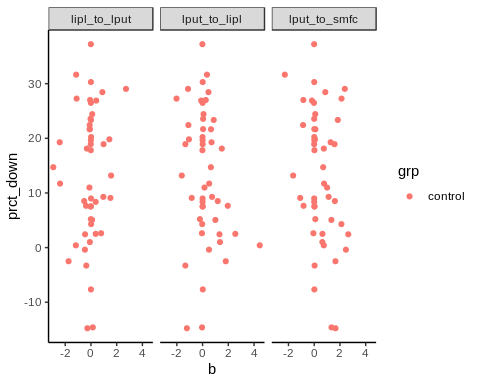 lipl_to_lput lput_to_lipl lput_to_smfc
prct_down
30
20
10
0
-10
-2 0 2 4 -2 0 2 4 -2 0 2 4
b
grp
control